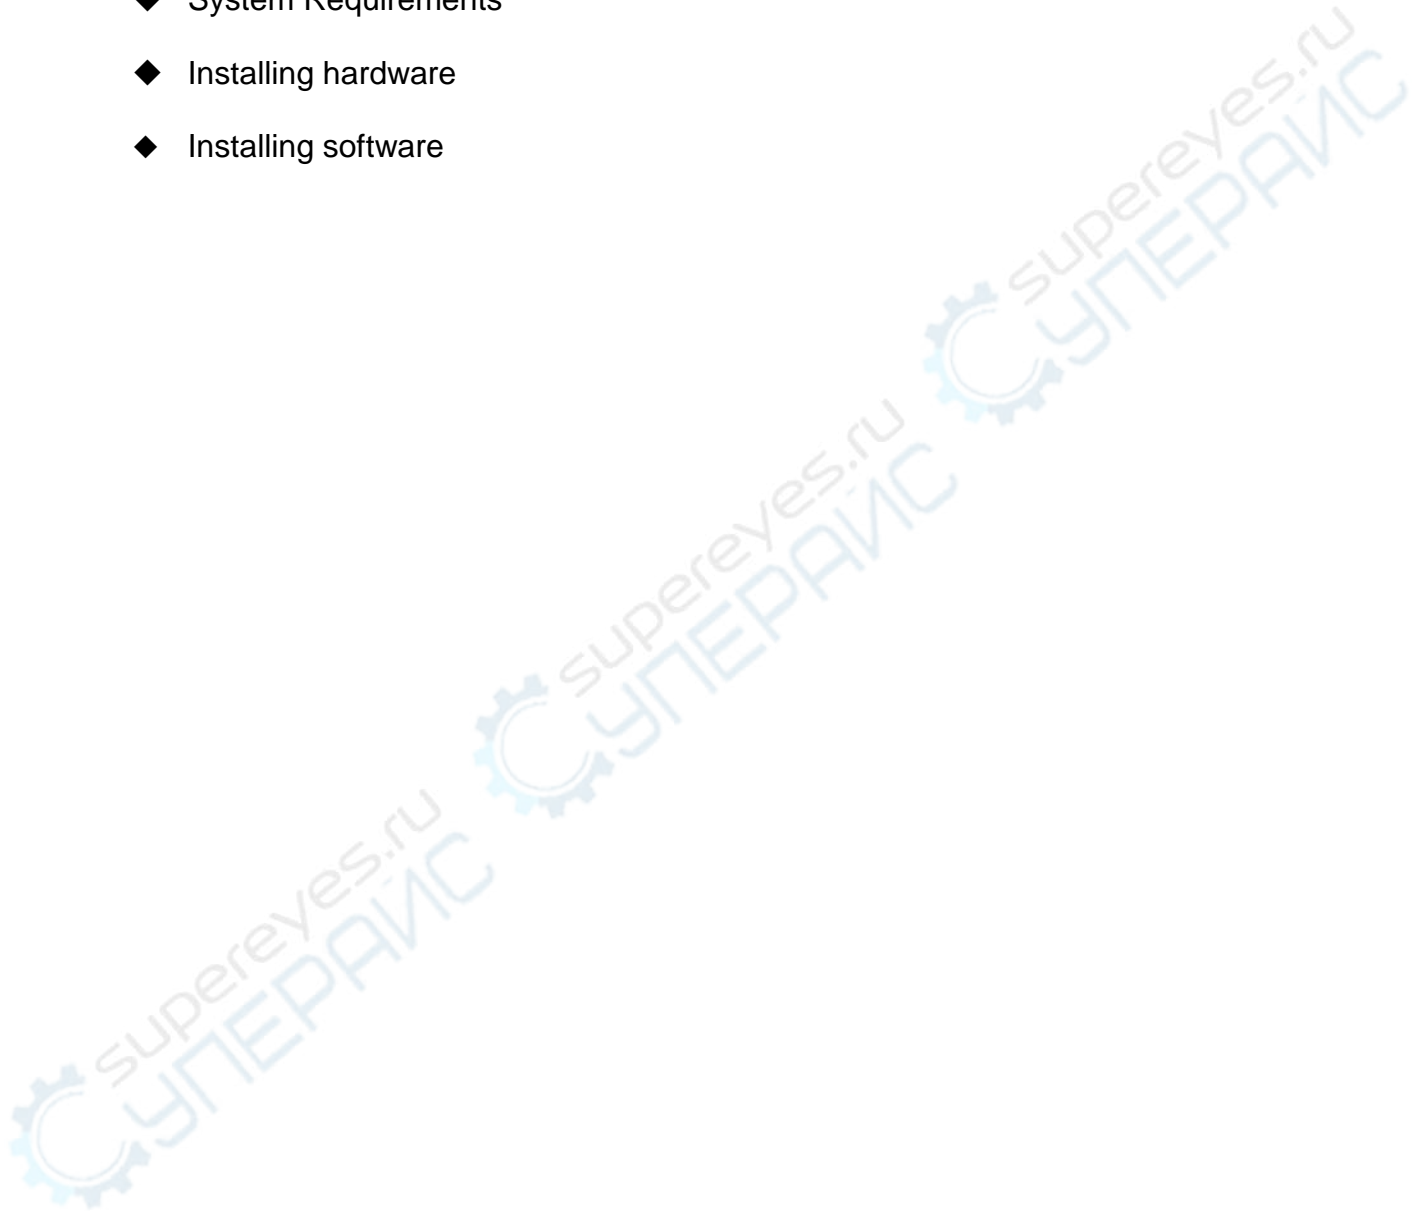 ◆ System Requirements
◆ Installing hardware
◆ Installing software
supereyes.ru
СУПЕРАЙС
supereyes.ru
СУПЕРАЙС
supereyes.ru
СУПЕРАЙС